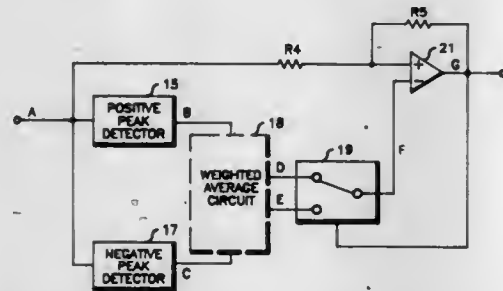 R5
R4
21
+
−
G
15
A
POSITIVE
PEAK
DETECTOR
B
18
19
F
WEIGHTED
AVERAGE
CIRCUIT
D
E
17
NEGATIVE
PEAK
DETECTOR
C